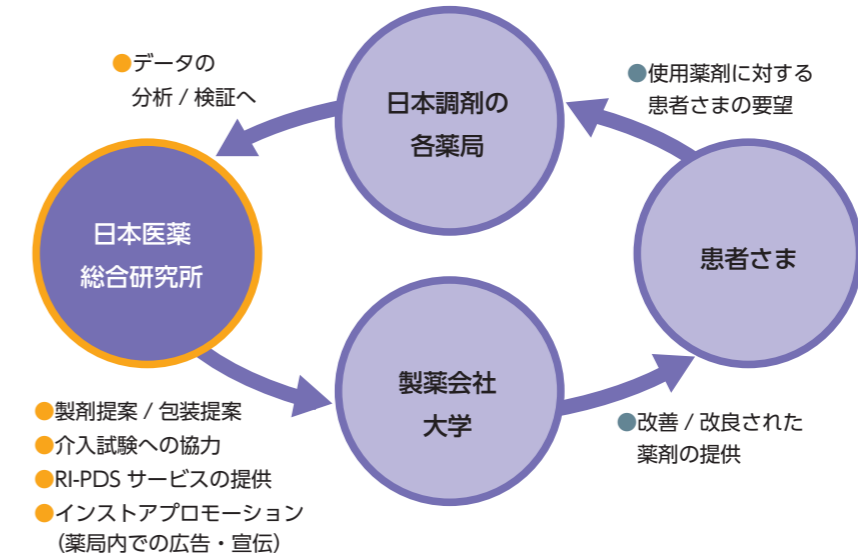 ●データの
分析 / 検証へ
日本調剤の
各薬局
●使用薬剤に対する
患者さまの要望
日本医薬
総合研究所
患者さま
製薬会社
大学
●製剤提案 / 包装提案
●介入試験への協力
●RI-PDS サービスの提供
●インストアプロモーション
（薬局内での広告・宣伝）
●改善 / 改良された
薬剤の提供